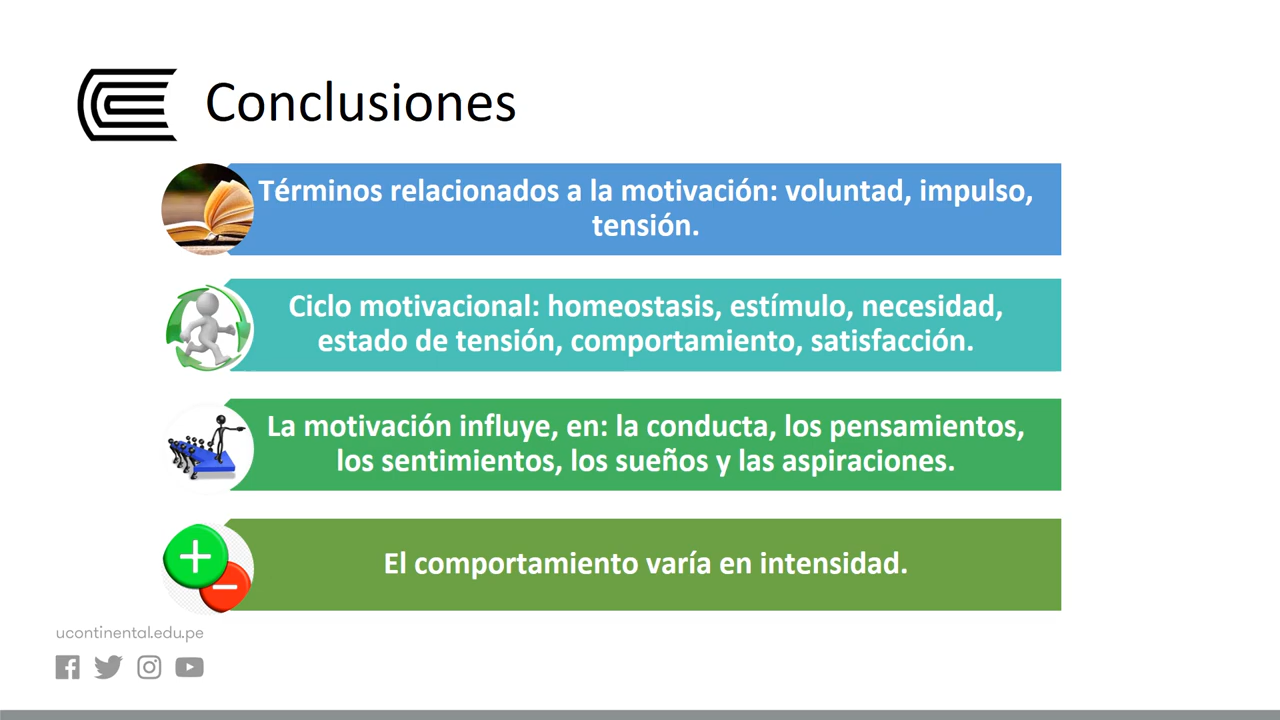 Conclusiones
Términos relacionados a la motivación: voluntad, impulso,
tensión.
Ciclo motivacional: homeostasis, estímulo, necesidad,
estado de tensión, comportamiento, satisfacción.
La motivación influye, en: la conducta, los pensamientos,
los sentimientos, los sueños y las aspiraciones.
El comportamiento varía en intensidad.
ucontinental.edu.pe